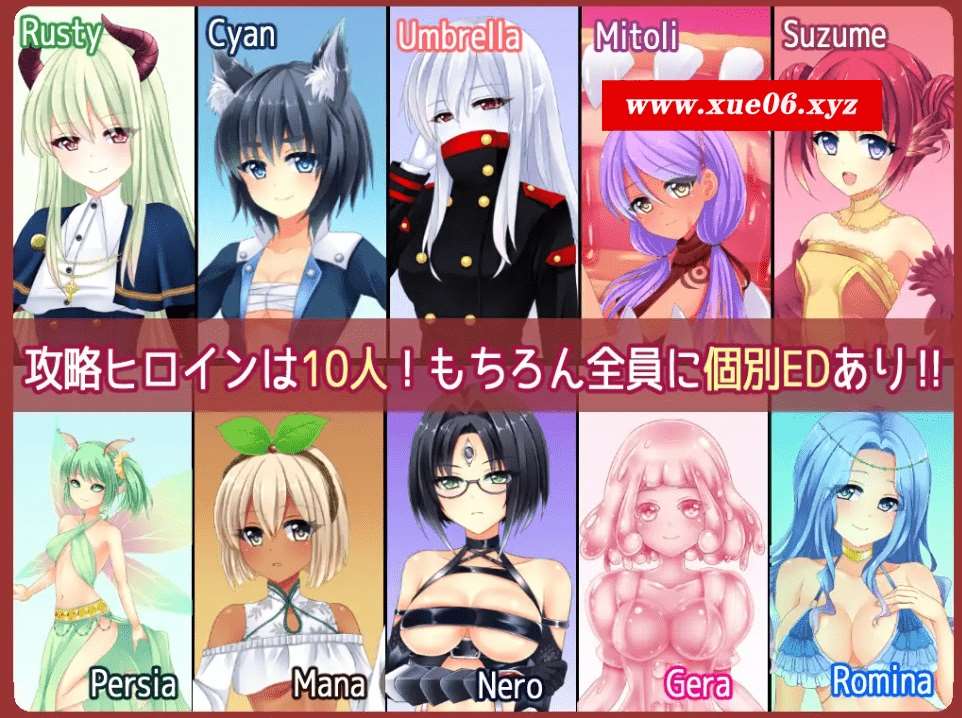 Rusty
Cyan
Umbrella
Mitoli
Suzume
www.xue06.xyz
攻略ヒロインは10人！もちろん全員に個別EDあり!!
Persia
Mana
Nero
Gera
Romina